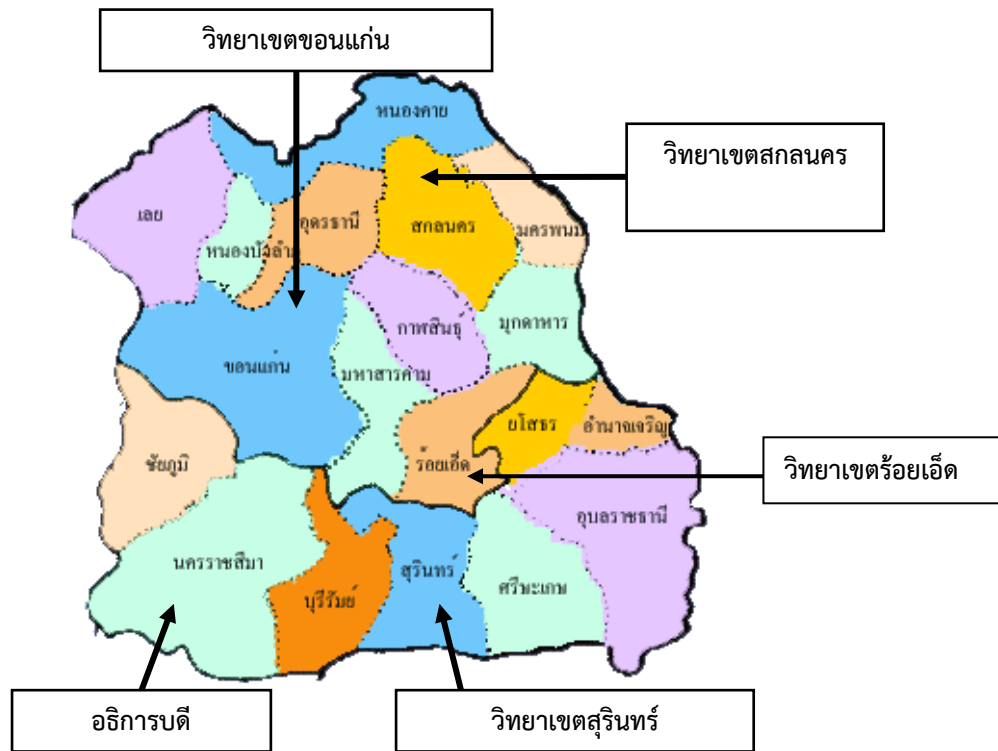 วิทยาเขตขอนแก่น
หนองคาย
วิทยาเขตสกลนคร
เลย
อุดรธานี
สกลนคร
นครพนม
หนองบัวลำภู
กาฬสินธุ์
มุกดาหาร
ขอนแก่น
มหาสารคาม
ยโสธร
อำนาจเจริญ
ชัยภูมิ
ร้อยเอ็ด
วิทยาเขตร้อยเอ็ด
อุบลราชธานี
นครราชสีมา
สุรินทร์
ศรีษะเกษ
บุรีรัมย์
อธิการบดี
วิทยาเขตสุรินทร์